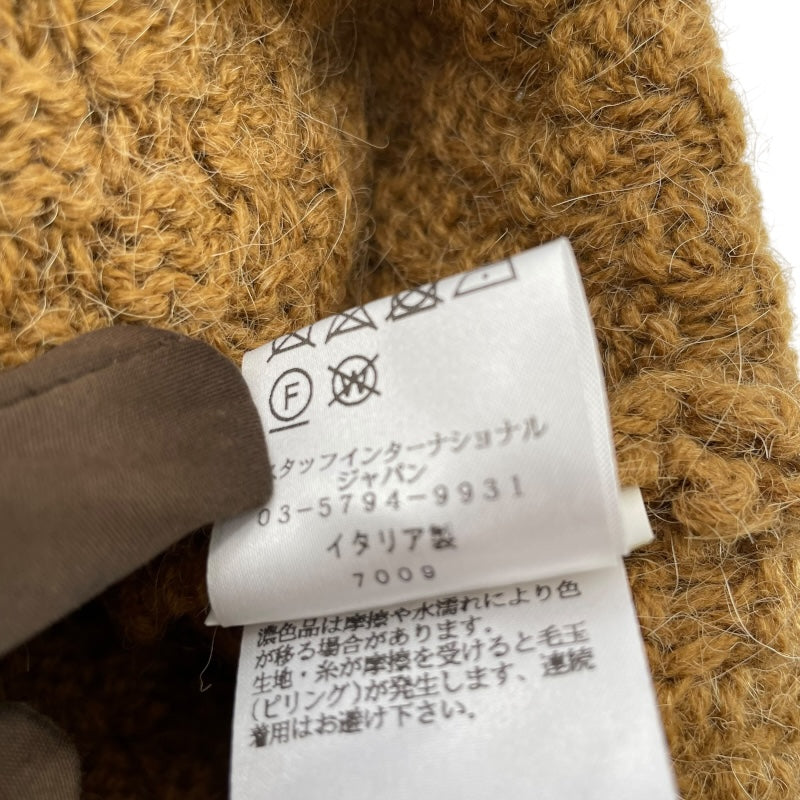 F
W
スタッフインターナショナル
ジャパン
03-5794-9931
イタリア製
7009
濃色品は摩擦や水濡れにより色
が移る場合があります。
生地・糸が摩擦を受けると毛玉
(ピリング)が発生します、連続
着用はお避け下さい。